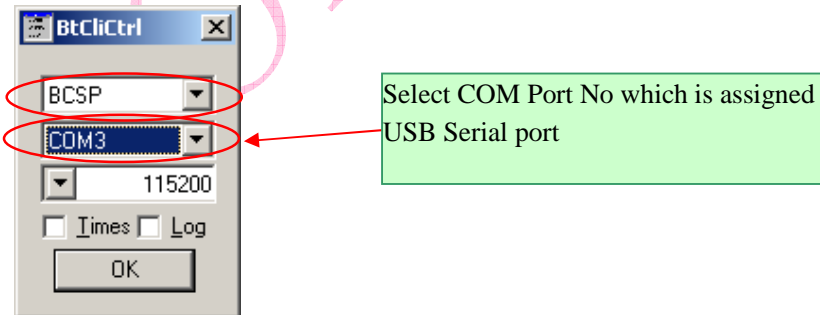 BtCliCtrl
BCSP
COM3
115200
Times Log
OK
Select COM Port No which is assigned
USB Serial port